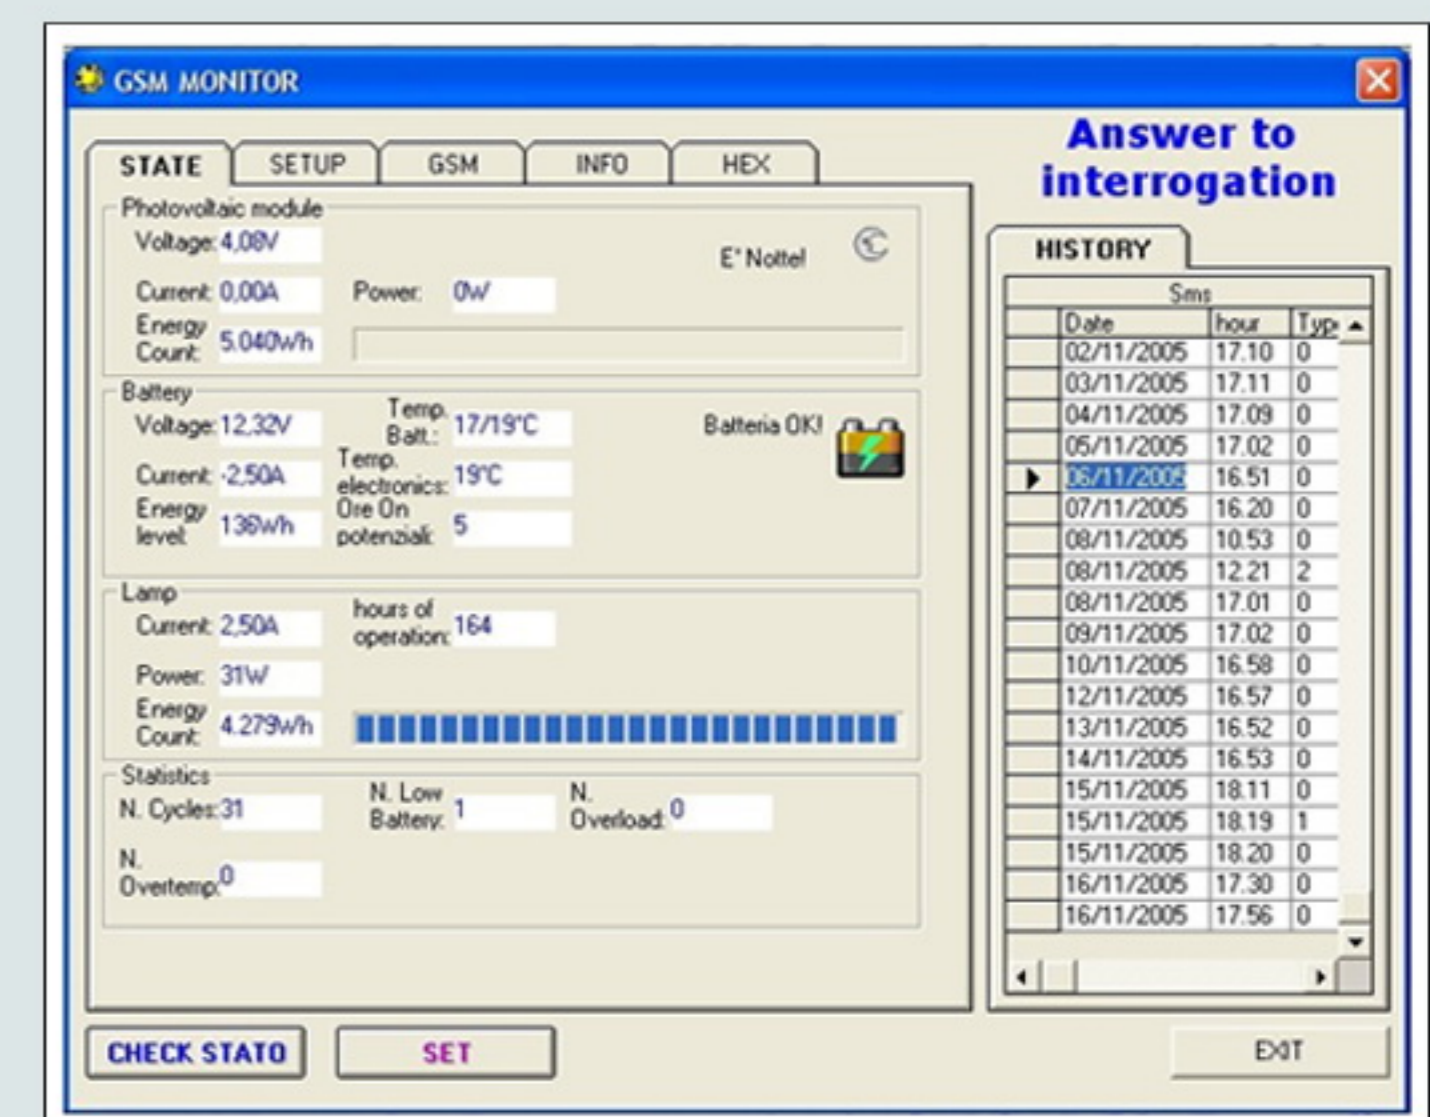 GSM MONITOR
STATE SETUP GSM INFO HEX
Photovoltaic module
Voltage: 4,08V
E' Notte!
Current: 0,00A Power: 0W
Energy Count: 5.040Wh
Battery
Voltage: 12,32V Temp. Batt.: 17/19°C Batteria OK!
Current: -2,50A Temp. electronics: 19°C
Energy level: 136Wh Ore On potenziali: 5
Lamp
Current: 2,50A hours of operation: 164
Power: 31W
Energy Count: 4.279Wh
Statistics
N. Cycles: 31 N. Low Battery: 1 N. Overload: 0
N. Overtemp: 0
CHECK STATO SET
Answer to
interrogation
HISTORY
Sms
Date hour Typ
02/11/2005 17.10 0
03/11/2005 17.11 0
04/11/2005 17.09 0
05/11/2005 17.02 0
06/11/2005 16.51 0
07/11/2005 16.20 0
08/11/2005 10.53 0
08/11/2005 12.21 2
08/11/2005 17.01 0
09/11/2005 17.02 0
10/11/2005 16.58 0
12/11/2005 16.57 0
13/11/2005 16.52 0
14/11/2005 16.53 0
15/11/2005 18.11 0
15/11/2005 18.19 1
15/11/2005 18.20 0
16/11/2005 17.30 0
16/11/2005 17.56 0
EXIT